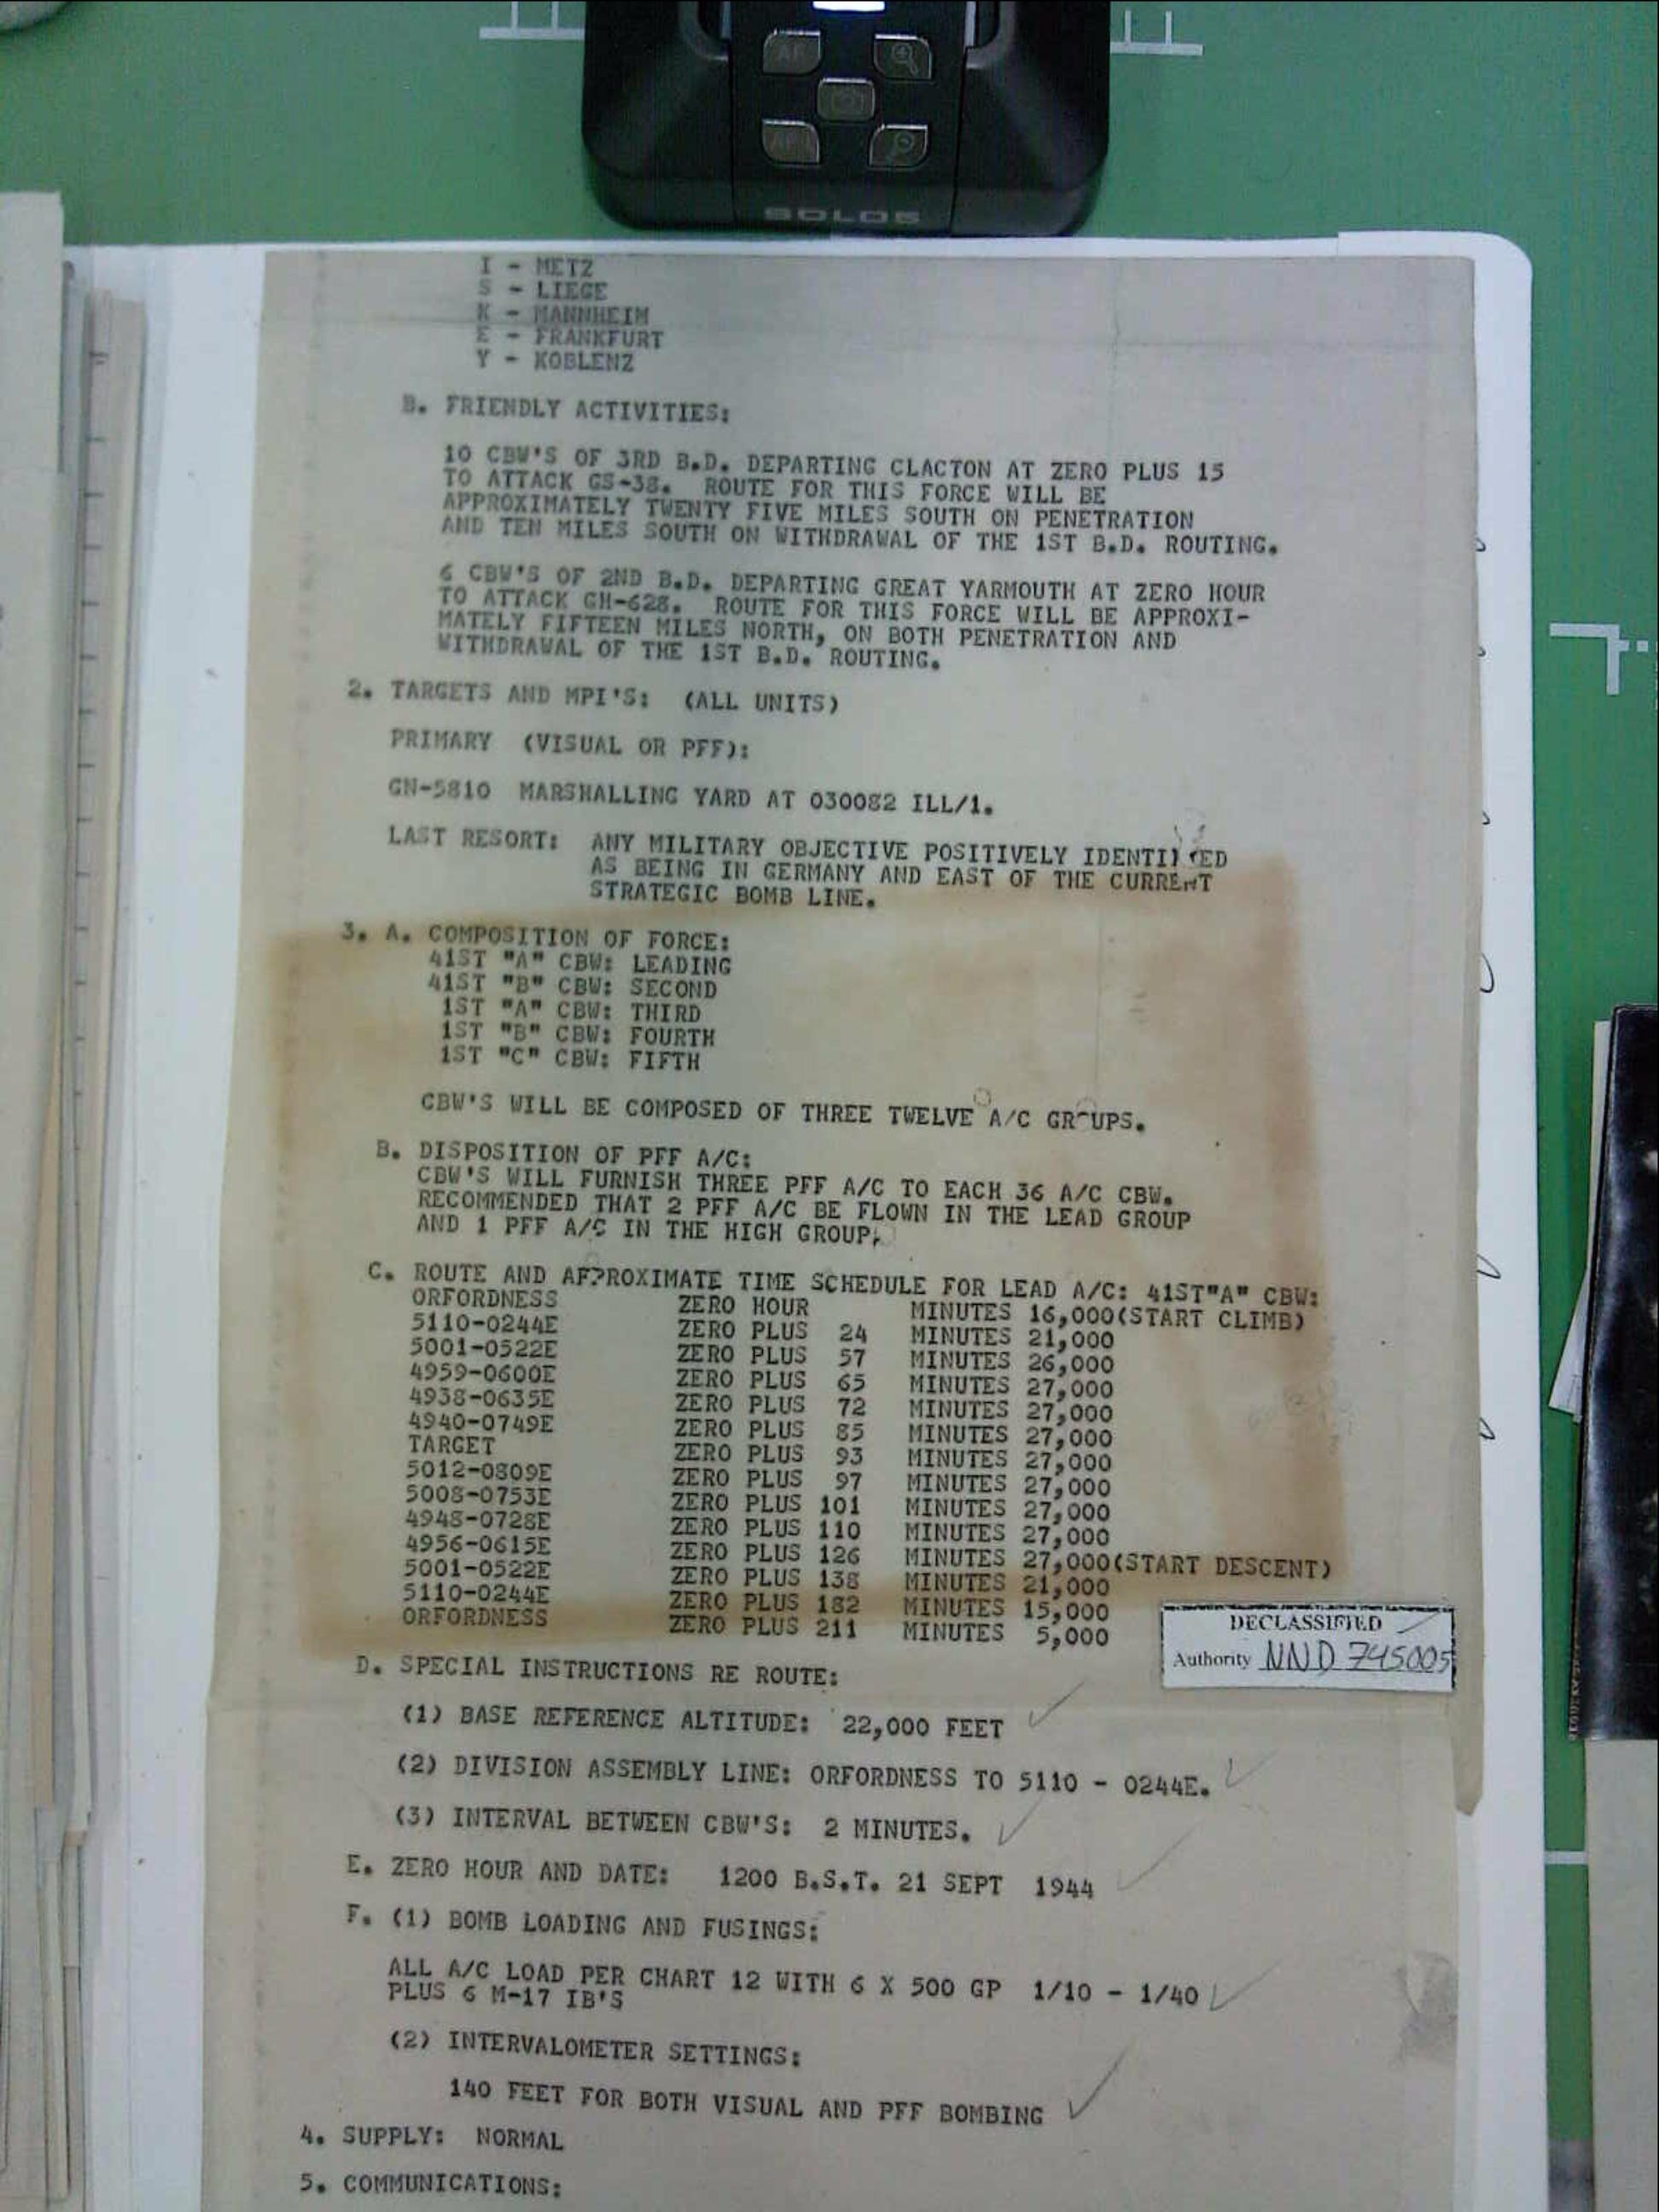 AF
SOLO8
I - METZ
S - LIEGE
K - MANNHEIM
E - FRANKFURT
Y - KOBLENZ
B. FRIENDLY ACTIVITIES:
10 CBW'S OF 3RD B.D. DEPARTING CLACTON AT ZERO PLUS 15
TO ATTACK GS-38. ROUTE FOR THIS FORCE WILL BE
APPROXIMATELY TWENTY FIVE MILES SOUTH ON PENETRATION
AND TEN MILES SOUTH ON WITHDRAWAL OF THE 1ST B.D. ROUTING.
6 CBW'S OF 2ND B.D. DEPARTING GREAT YARMOUTH AT ZERO HOUR
TO ATTACK GH-628. ROUTE FOR THIS FORCE WILL BE APPROXI-
MATELY FIFTEEN MILES NORTH, ON BOTH PENETRATION AND
WITHDRAWAL OF THE 1ST B.D. ROUTING.
2. TARGETS AND MPI'S: (ALL UNITS)
PRIMARY (VISUAL OR PFF):
GN-5810 MARSHALLING YARD AT 030082 ILL/1.
LAST RESORT: ANY MILITARY OBJECTIVE POSITIVELY IDENTIFIED
AS BEING IN GERMANY AND EAST OF THE CURRENT
STRATEGIC BOMB LINE.
3. A. COMPOSITION OF FORCE:
41ST "A" CBW: LEADING
41ST "B" CBW: SECOND
1ST "A" CBW: THIRD
1ST "B" CBW: FOURTH
1ST "C" CBW: FIFTH
CBW'S WILL BE COMPOSED OF THREE TWELVE A/C GROUPS.
B. DISPOSITION OF PFF A/C:
CBW'S WILL FURNISH THREE PFF A/C TO EACH 36 A/C CBW.
RECOMMENDED THAT 2 PFF A/C BE FLOWN IN THE LEAD GROUP
AND 1 PFF A/C IN THE HIGH GROUP.
C. ROUTE AND APPROXIMATE TIME SCHEDULE FOR LEAD A/C: 41ST"A" CBW:
ORFORDNESS ZERO HOUR MINUTES 16,000(START CLIMB)
5110-0244E ZERO PLUS 24 MINUTES 21,000
5001-0522E ZERO PLUS 57 MINUTES 26,000
4959-0600E ZERO PLUS 65 MINUTES 27,000
4938-0635E ZERO PLUS 72 MINUTES 27,000
4940-0749E ZERO PLUS 85 MINUTES 27,000
TARGET ZERO PLUS 93 MINUTES 27,000
5012-0809E ZERO PLUS 97 MINUTES 27,000
5008-0753E ZERO PLUS 101 MINUTES 27,000
4948-0728E ZERO PLUS 110 MINUTES 27,000
4956-0615E ZERO PLUS 126 MINUTES 27,000(START DESCENT)
5001-0522E ZERO PLUS 138 MINUTES 21,000
5110-0244E ZERO PLUS 182 MINUTES 15,000
ORFORDNESS ZERO PLUS 211 MINUTES 5,000
DECLASSIFIED
Authority NND 745005
D. SPECIAL INSTRUCTIONS RE ROUTE:
(1) BASE REFERENCE ALTITUDE: 22,000 FEET
(2) DIVISION ASSEMBLY LINE: ORFORDNESS TO 5110 - 0244E.
(3) INTERVAL BETWEEN CBW'S: 2 MINUTES.
E. ZERO HOUR AND DATE: 1200 B.S.T. 21 SEPT 1944
F. (1) BOMB LOADING AND FUSINGS:
ALL A/C LOAD PER CHART 12 WITH 6 X 500 GP 1/10 - 1/40
PLUS 6 M-17 IB'S
(2) INTERVALOMETER SETTINGS:
140 FEET FOR BOTH VISUAL AND PFF BOMBING
4. SUPPLY: NORMAL
5. COMMUNICATIONS: